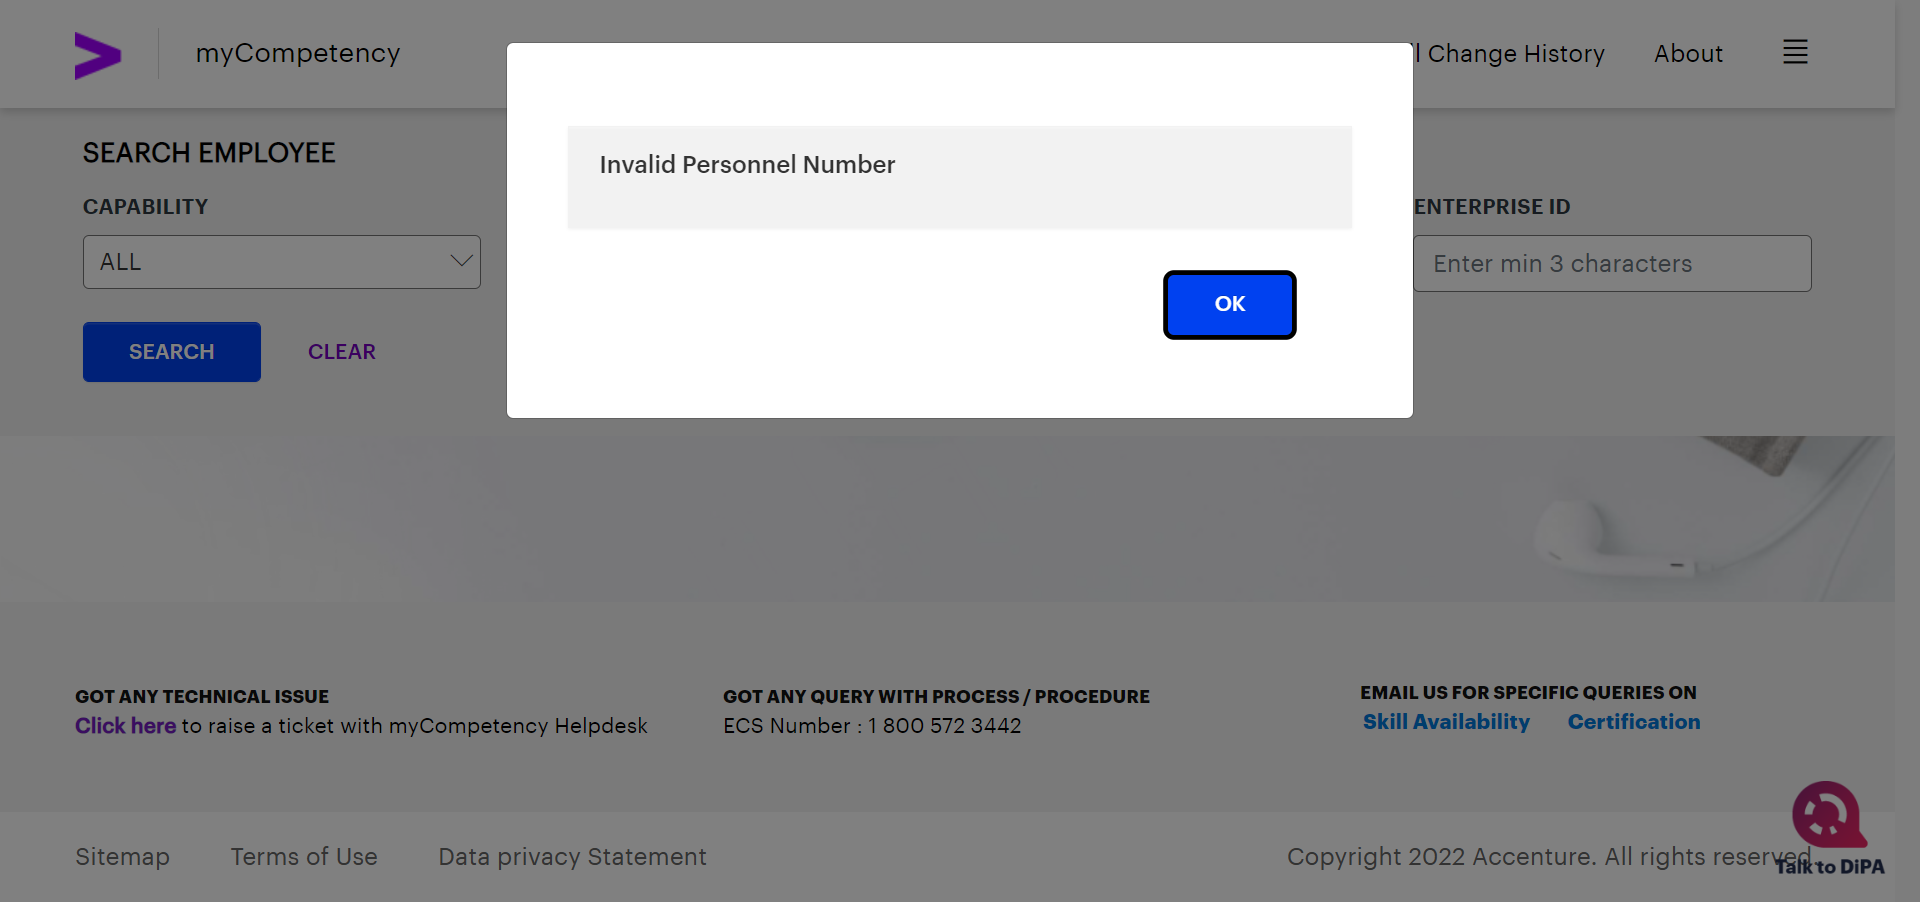 myCompetency
Change History
About
SEARCH EMPLOYEE
CAPABILITY
ALL
SEARCH
CLEAR
Invalid Personnel Number
OK
ENTERPRISE ID
Enter min 3 characters
GOT ANY TECHNICAL ISSUE
Click here to raise a ticket with myCompetency Helpdesk
GOT ANY QUERY WITH PROCESS / PROCEDURE
ECS Number : 1 800 572 3442
EMAIL US FOR SPECIFIC QUERIES ON
Skill Availability Certification
Sitemap
Terms of Use
Data privacy Statement
Copyright 2022 Accenture. All rights reserved.
Talk to DiPA